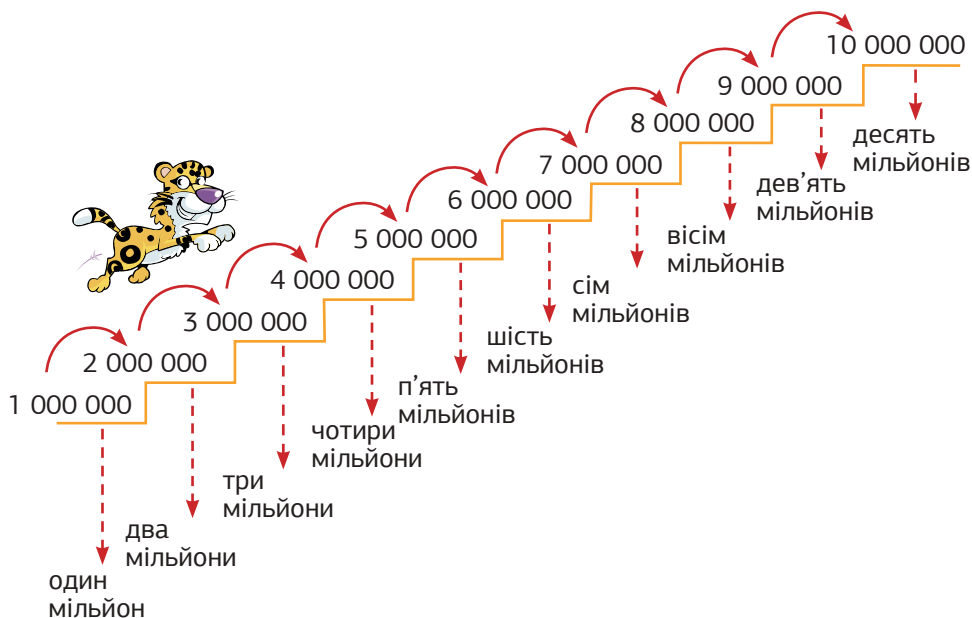 10 000 000
9 000 000
8 000 000
7 000 000
6 000 000
5 000 000
4 000 000
3 000 000
2 000 000
1 000 000
десять
мільйонів
дев’ять
мільйонів
вісім
мільйонів
сім
мільйонів
шість
мільйонів
п’ять
мільйонів
чотири
мільйони
три
мільйони
два
мільйони
один
мільйон